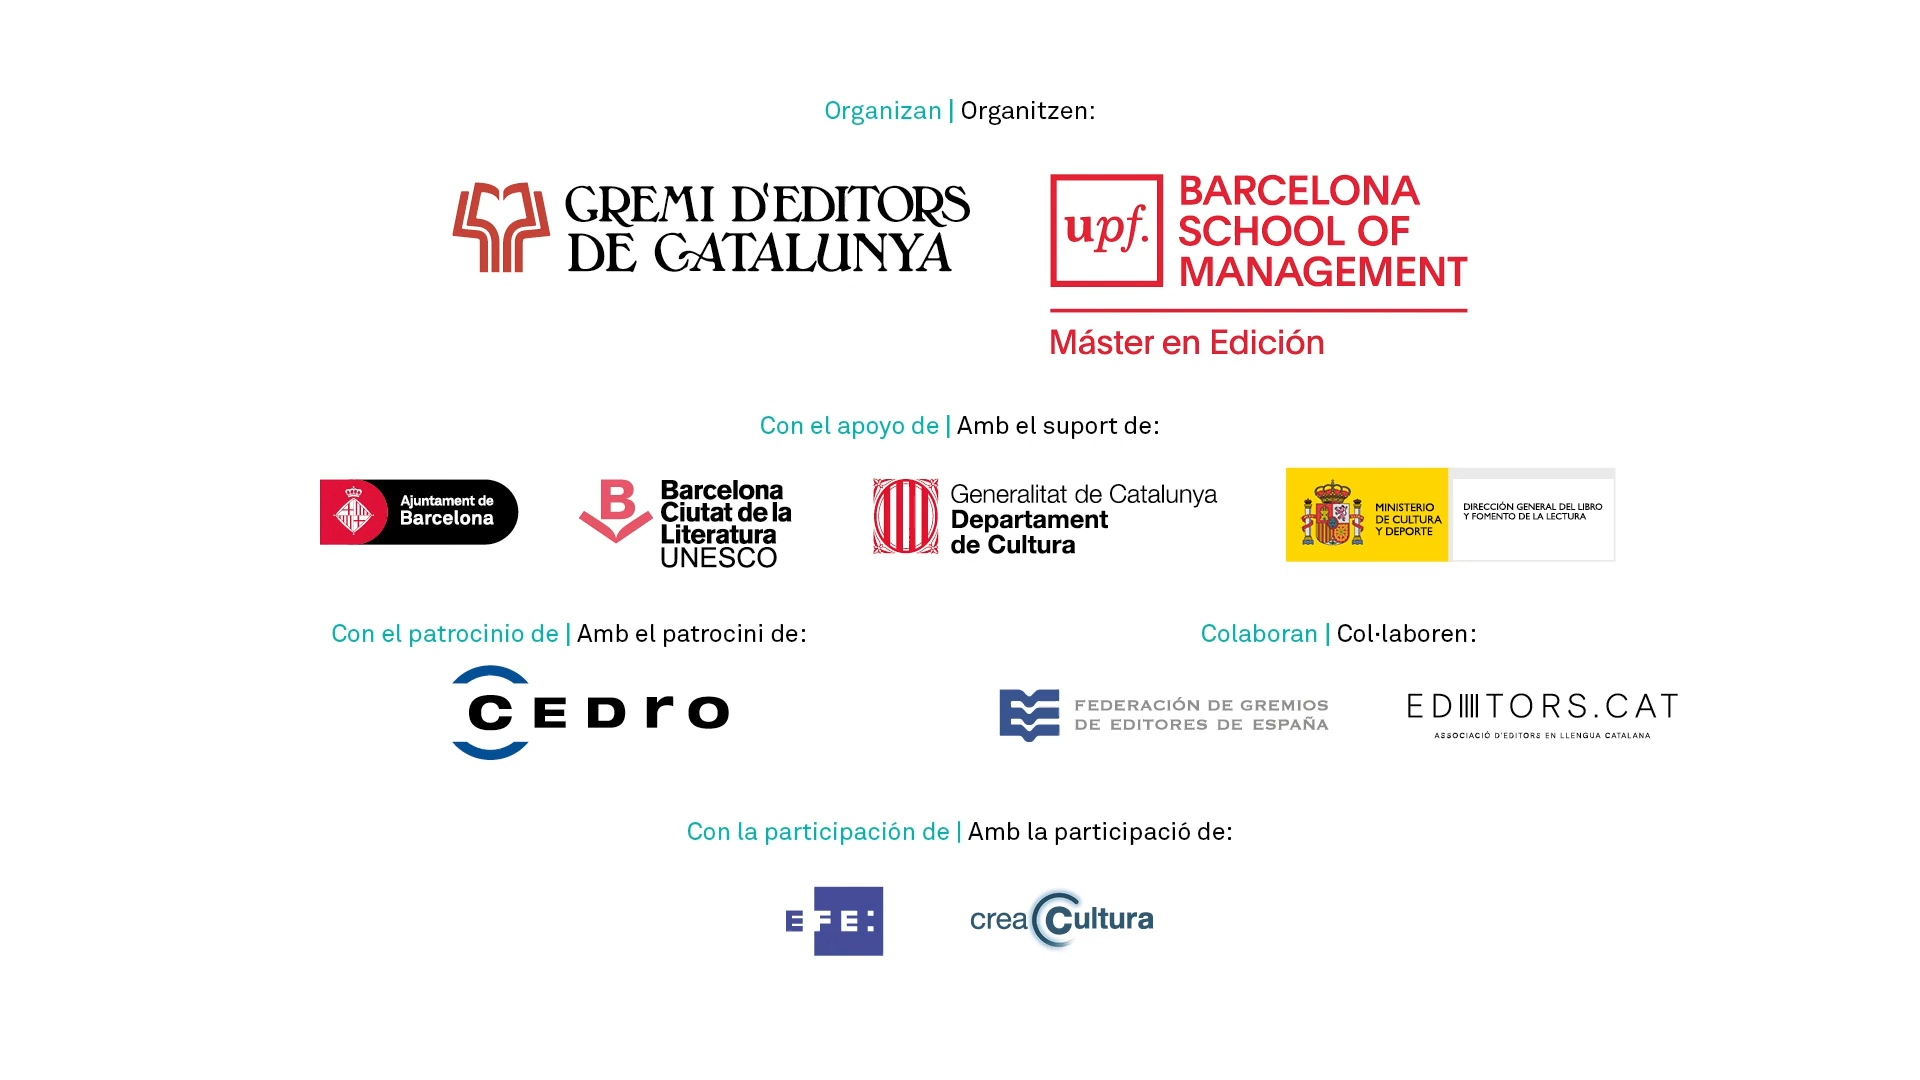 Organizan | Organitzen:
GREMI D'EDITORS
DE CATALUNYA
upf.
BARCELONA
SCHOOL OF
MANAGEMENT
Máster en Edición
Con el apoyo de | Amb el suport de:
Ajuntament de
Barcelona
B
Barcelona
Ciutat de la
Literatura
UNESCO
Generalitat de Catalunya
Departament
de Cultura
MINISTERIO
DE CULTURA
Y DEPORTE
DIRECCIÓN GENERAL DEL LIBRO
Y FOMENTO DE LA LECTURA
Con el patrocinio de | Amb el patrocini de:
CEDRO
Colaboran | Col·laboren:
FEDERACIÓN DE GREMIOS
DE EDITORES DE ESPAÑA
EDIIITORS.CAT
ASSOCIACIÓ D'EDITORS EN LLENGUA CATALANA
Con la participación de | Amb la participació de:
EFE:
creaCultura